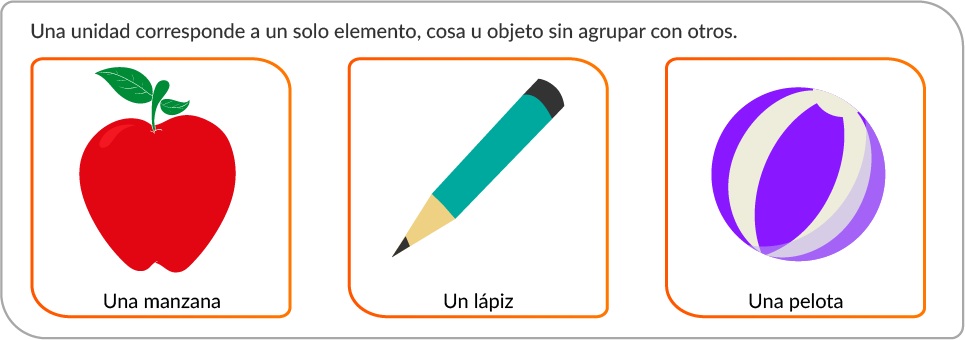 Una unidad corresponde a un solo elemento, cosa u objeto sin agrupar con otros.
Una manzana
Un lápiz
Una pelota